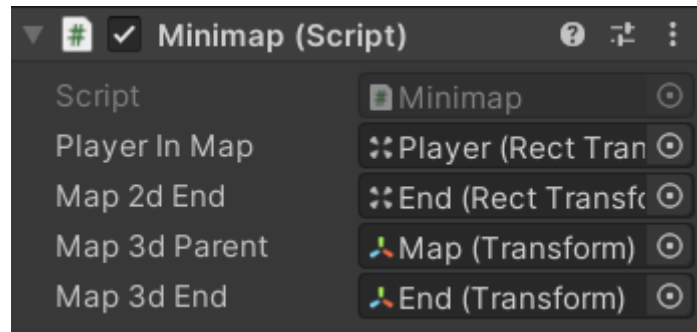 # Minimap (Script)
Script # Minimap
Player In Map Player (Rect Tran
Map 2d End End (Rect Transfo
Map 3d Parent Map (Transform)
Map 3d End End (Transform)